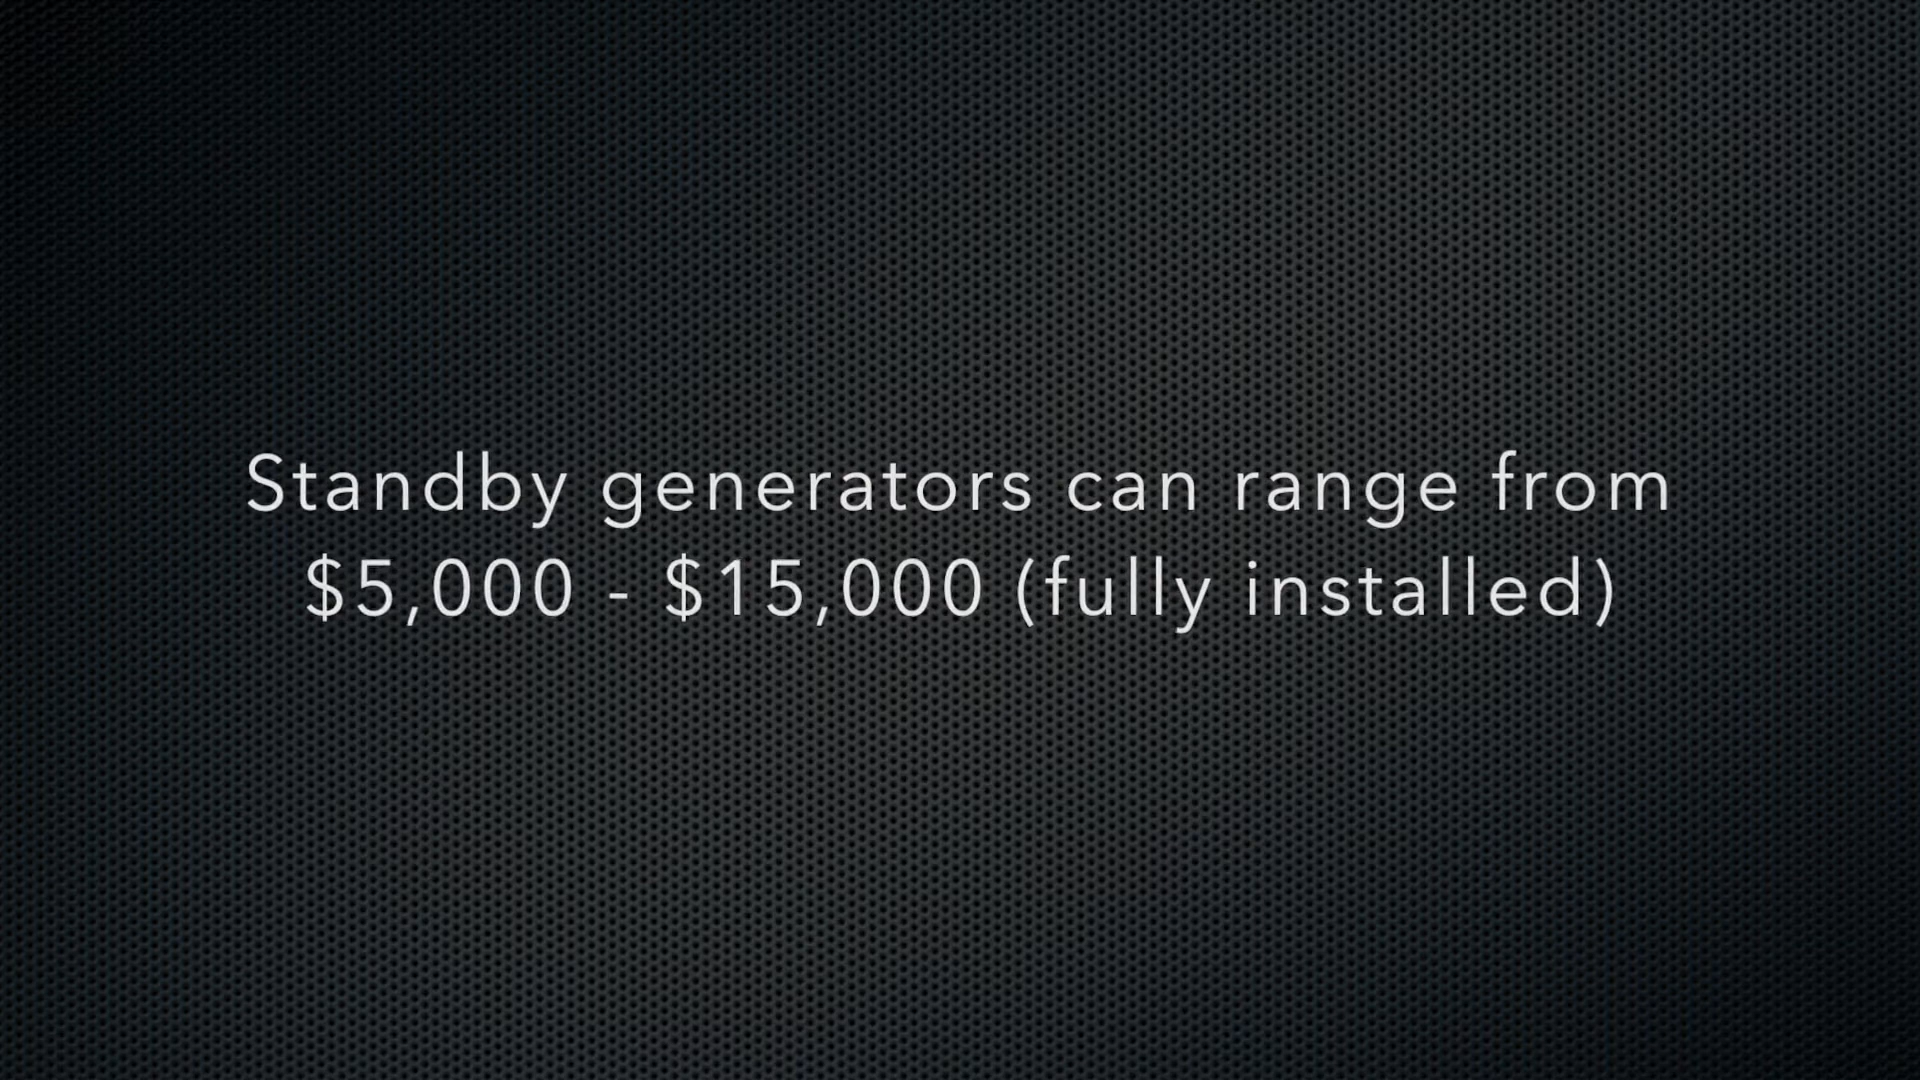 Standby generators can range from
$5,000 - $15,000 (fully installed)